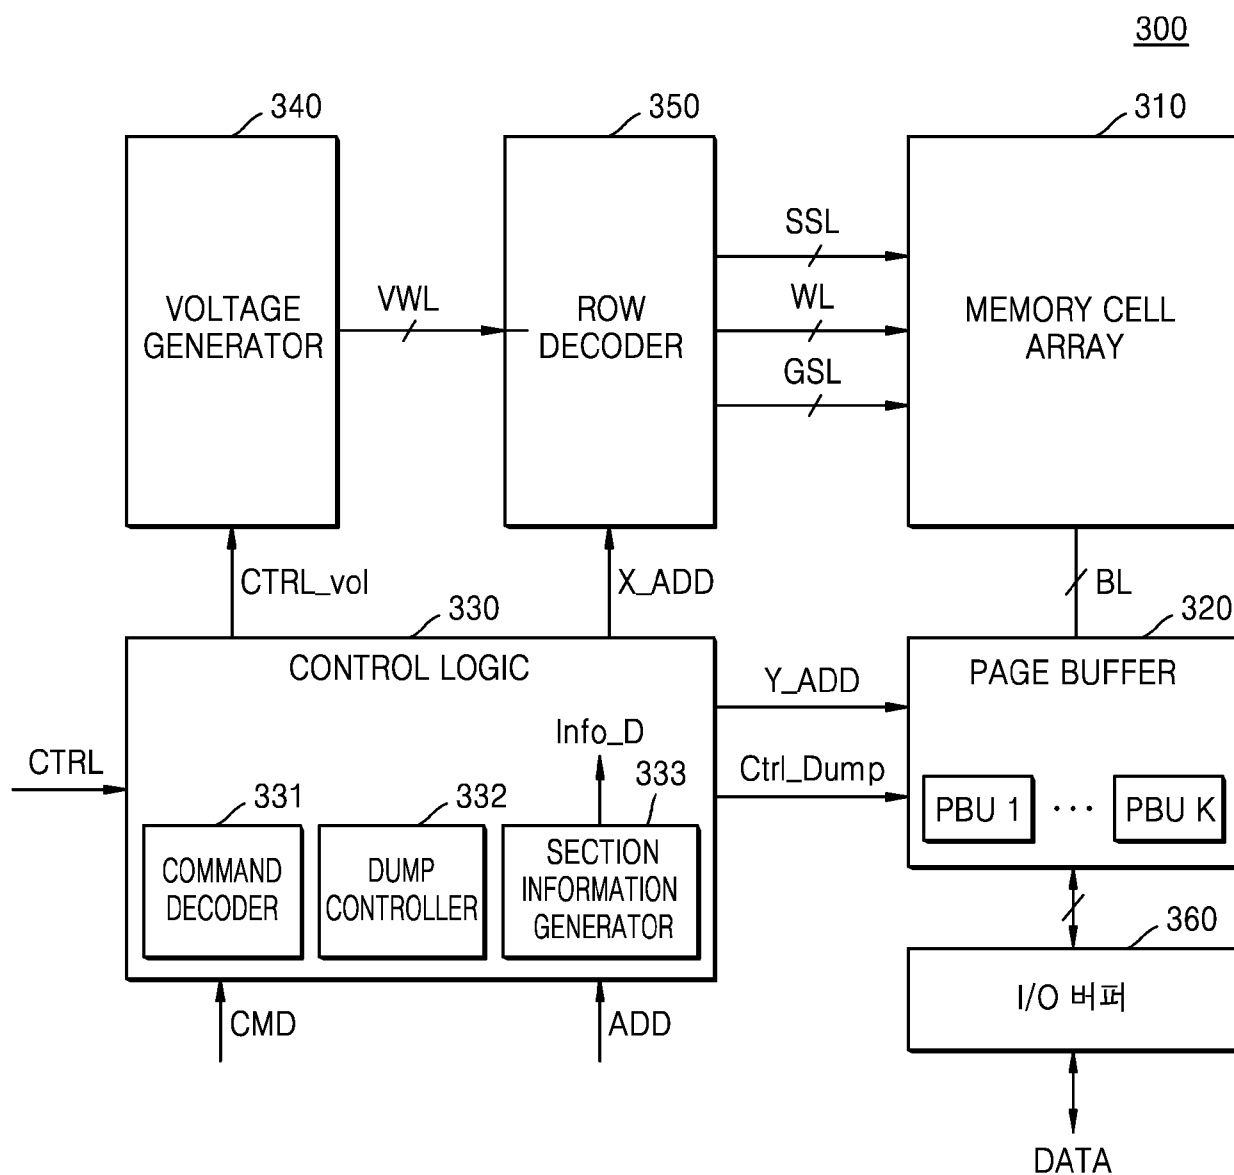 300
340
350
310
VOLTAGE
GENERATOR
VWL
ROW
DECODER
SSL
WL
GSL
MEMORY CELL
ARRAY
CTRL_vol
X_ADD
BL
330
320
CONTROL LOGIC
Y_ADD
PAGE BUFFER
Info_D
CTRL
Ctrl_Dump
331
332
333
COMMAND
DECODER
DUMP
CONTROLLER
SECTION
INFORMATION
GENERATOR
PBU 1
···
PBU K
360
I/O 버퍼
CMD
ADD
DATA